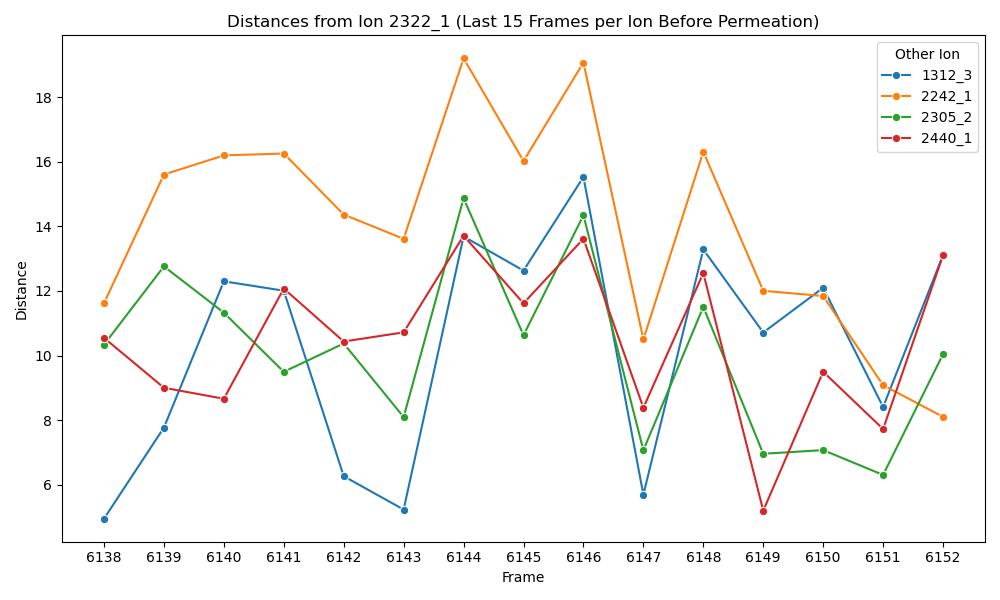 Distances from Ion 2322_1 (Last 15 Frames per Ion Before Permeation)
Other Ion
1312_3
2242_1
2305_2
2440_1
Distance
18
16
14
12
10
8
6
6138 6139 6140 6141 6142 6143 6144 6145 6146 6147 6148 6149 6150 6151 6152
Frame